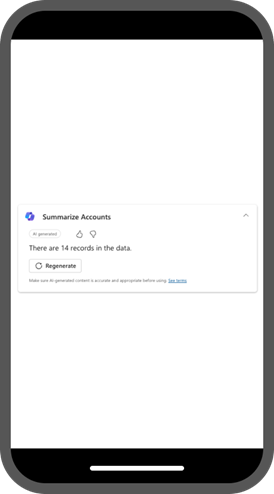 Summarize Accounts
AI generated
There are 14 records in the data.
Regenerate
Make sure AI-generated content is accurate and appropriate before using. See terms